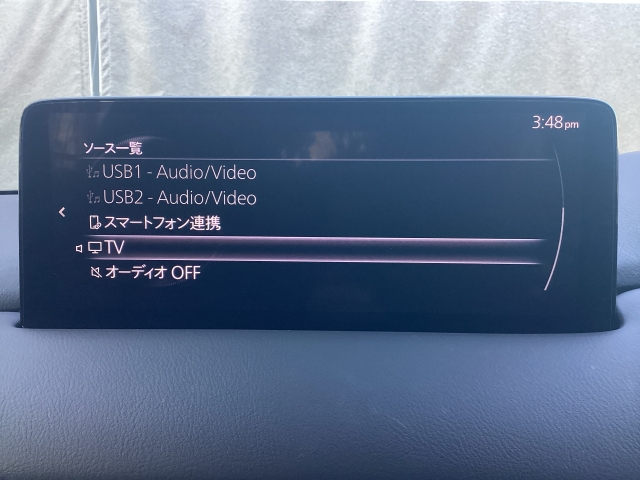 3:48pm
ソース一覧
USB1 - Audio/Video
USB2 - Audio/Video
スマートフォン連携
TV
オーディオ OFF